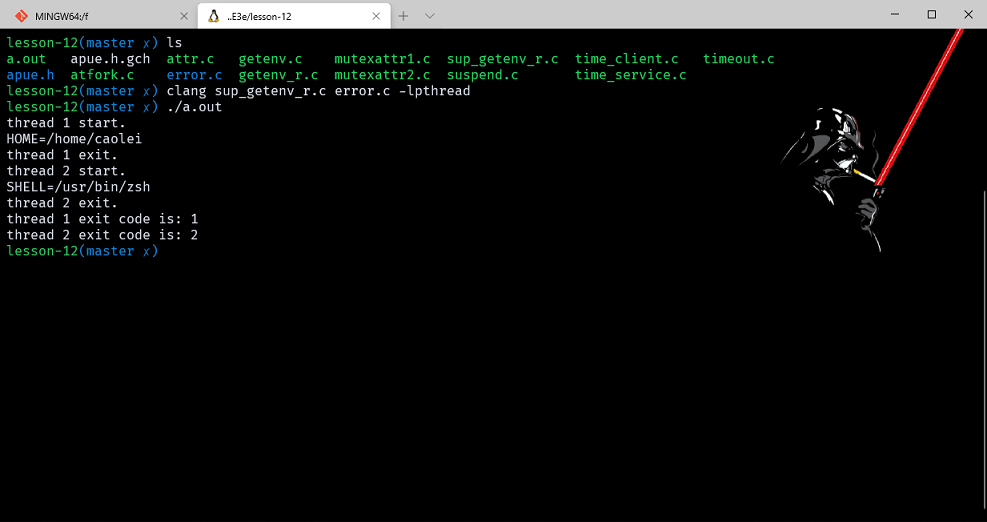 MINGW64:/f
..E3e/lesson-12
lesson-12(master x) ls
a.out apue.h.gch attr.c getenv.c mutexattr1.c sup_getenv_r.c time_client.c timeout.c
apue.h atfork.c error.c getenv_r.c mutexattr2.c suspend.c time_service.c
lesson-12(master x) clang sup_getenv_r.c error.c -lpthread
lesson-12(master x) ./a.out
thread 1 start.
HOME=/home/caolei
thread 1 exit.
thread 2 start.
SHELL=/usr/bin/zsh
thread 2 exit.
thread 1 exit code is: 1
thread 2 exit code is: 2
lesson-12(master x)